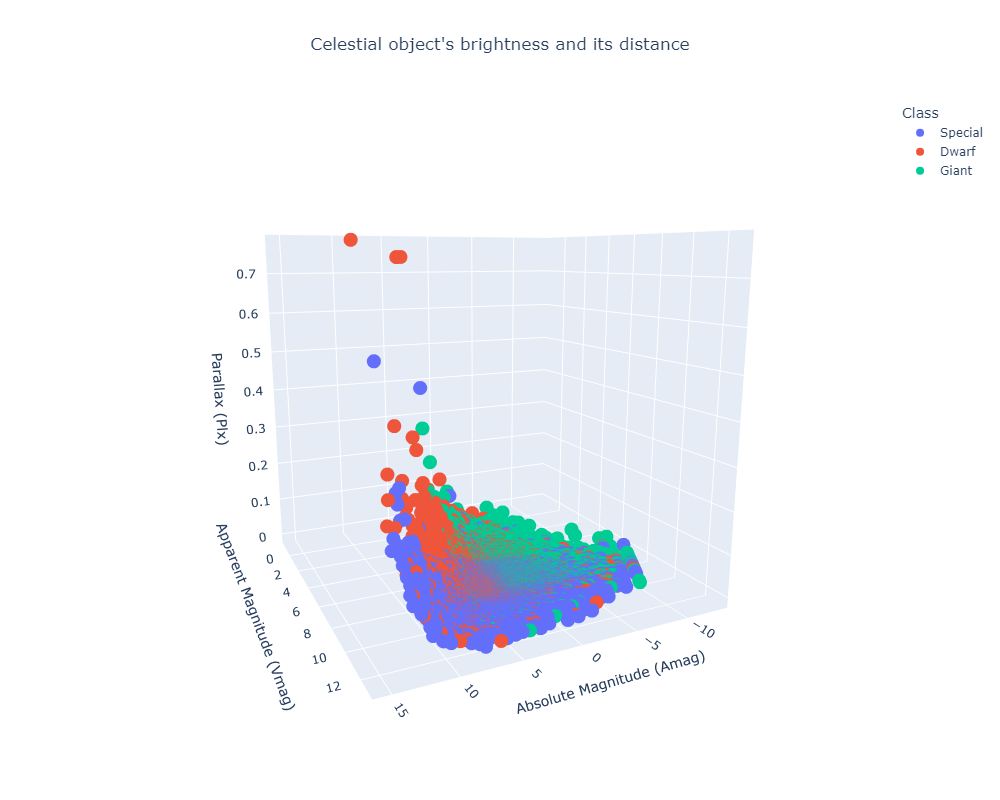 Celestial object's brightness and its distance
Class
Special
Dwarf
Giant
0.7
0.6
0.5
0.4
0.3
0.2
0.1
0
Parallax (Plx)
0
2
4
6
8
10
12
Apparent Magnitude (Vmag)
15
10
5
0
−5
−10
Absolute Magnitude (Amag)